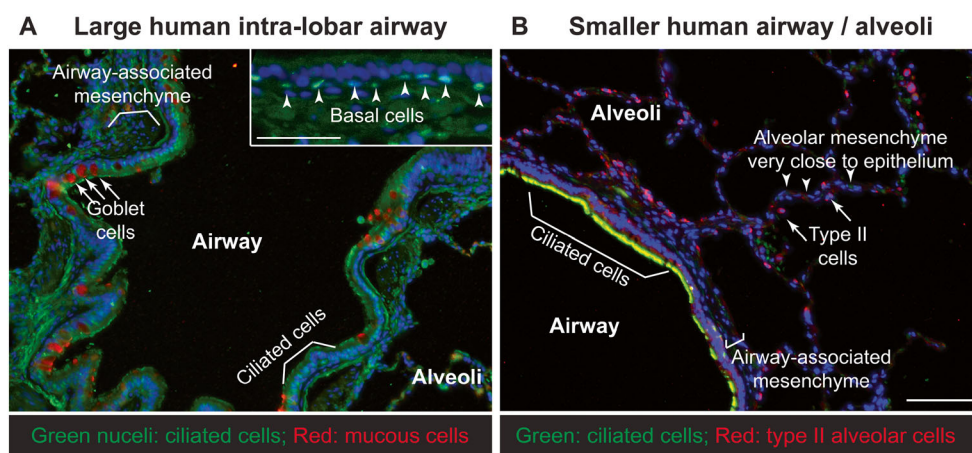 A Large human intra-lobar airway
Airway-associated
mesenchyme
Basal cells
Goblet
cells
Airway
Ciliated cells
Alveoli
Green nuceli: ciliated cells; Red: mucous cells
B Smaller human airway / alveoli
Alveoli
Alveolar mesenchyme
very close to epithelium
Type II
cells
Ciliated cells
Airway
Airway-associated
mesenchyme
Green: ciliated cells; Red: type II alveolar cells